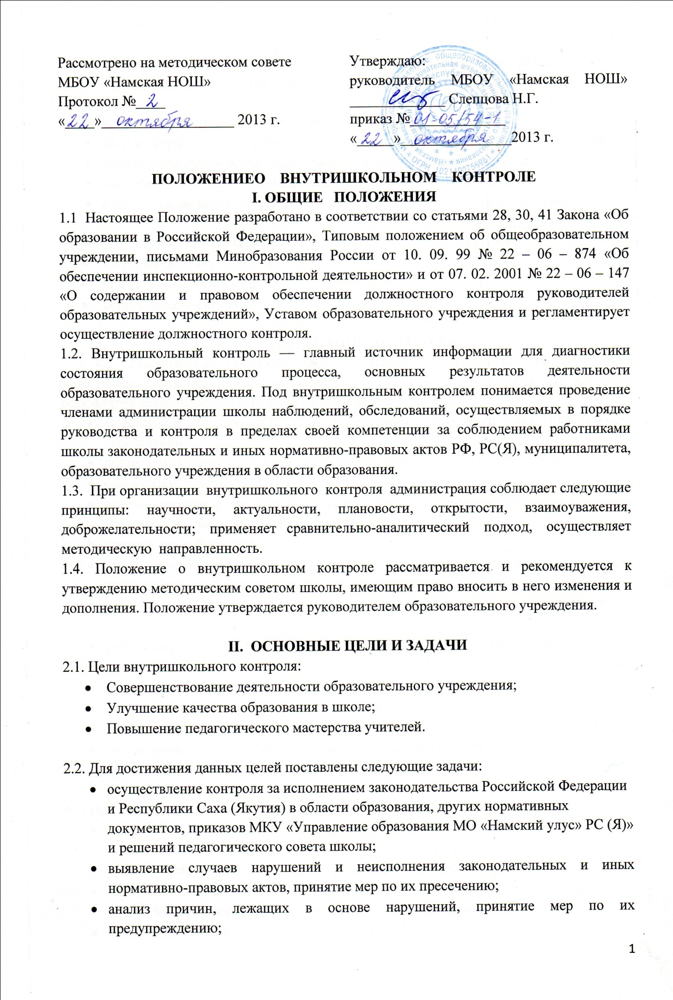 Рассмотрено на методическом совете
МБОУ «Намская НОШ»
Протокол № 2
«22» октября 2013 г.
Утверждаю:
руководитель МБОУ «Намская НОШ»
Слепцова Н.Г.
приказ № 01-05/54-1
«22» октября 2013 г.
ОГРН 1021400756981
ПОЛОЖЕНИЕО ВНУТРИШКОЛЬНОМ КОНТРОЛЕ
I. ОБЩИЕ ПОЛОЖЕНИЯ
1.1 Настоящее Положение разработано в соответствии со статьями 28, 30, 41 Закона «Об
образовании в Российской Федерации», Типовым положением об общеобразовательном
учреждении, письмами Минобразования России от 10. 09. 99 № 22 – 06 – 874 «Об
обеспечении инспекционно-контрольной деятельности» и от 07. 02. 2001 № 22 – 06 – 147
«О содержании и правовом обеспечении должностного контроля руководителей
образовательных учреждений», Уставом образовательного учреждения и регламентирует
осуществление должностного контроля.
1.2. Внутришкольный контроль — главный источник информации для диагностики
состояния образовательного процесса, основных результатов деятельности
образовательного учреждения. Под внутришкольным контролем понимается проведение
членами администрации школы наблюдений, обследований, осуществляемых в порядке
руководства и контроля в пределах своей компетенции за соблюдением работниками
школы законодательных и иных нормативно-правовых актов РФ, РС(Я), муниципалитета,
образовательного учреждения в области образования.
1.3. При организации внутришкольного контроля администрация соблюдает следующие
принципы: научности, актуальности, плановости, открытости, взаимоуважения,
доброжелательности; применяет сравнительно-аналитический подход, осуществляет
методическую направленность.
1.4. Положение о внутришкольном контроле рассматривается и рекомендуется к
утверждению методическим советом школы, имеющим право вносить в него изменения и
дополнения. Положение утверждается руководителем образовательного учреждения.
II. ОСНОВНЫЕ ЦЕЛИ И ЗАДАЧИ
2.1. Цели внутришкольного контроля:
• Совершенствование деятельности образовательного учреждения;
• Улучшение качества образования в школе;
• Повышение педагогического мастерства учителей.
2.2. Для достижения данных целей поставлены следующие задачи:
• осуществление контроля за исполнением законодательства Российской Федерации
и Республики Саха (Якутия) в области образования, других нормативных
документов, приказов МКУ «Управление образования МО «Намский улус» РС (Я)»
и решений педагогического совета школы;
• выявление случаев нарушений и неисполнения законодательных и иных
нормативно-правовых актов, принятие мер по их пресечению;
• анализ причин, лежащих в основе нарушений, принятие мер по их
предупреждению;
1